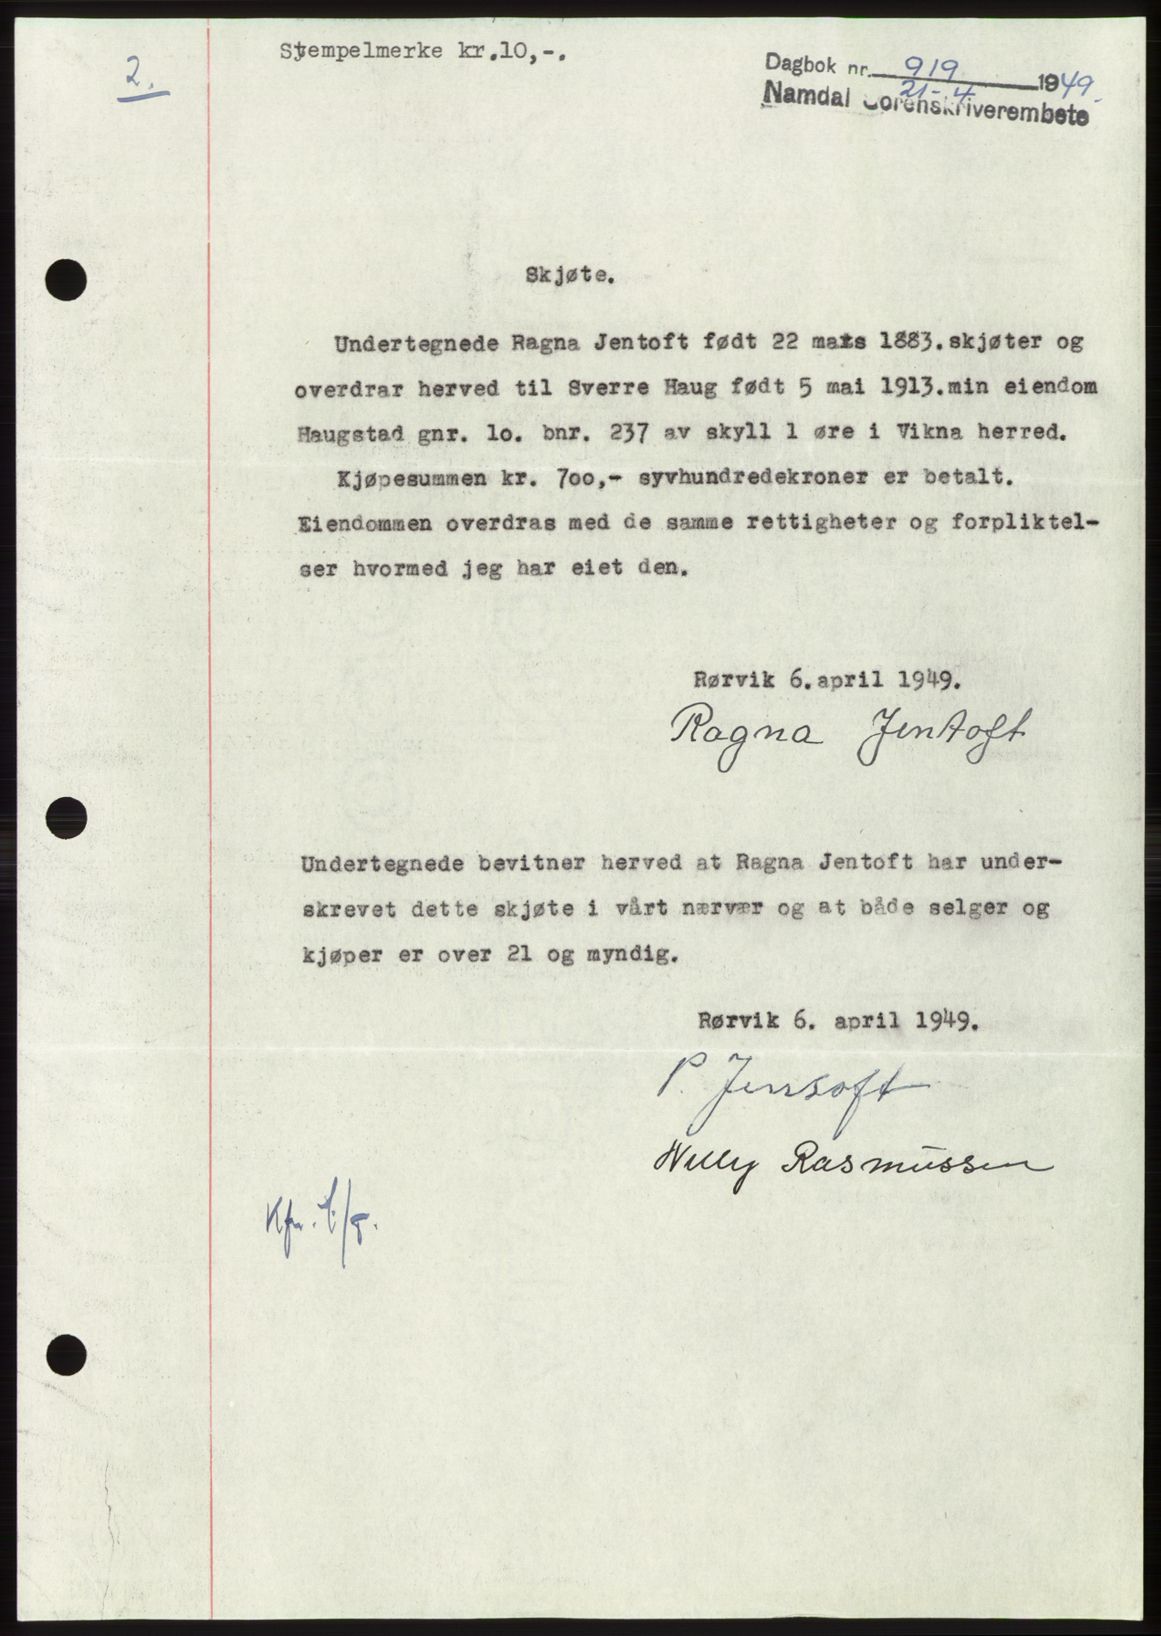 2.
Stempelmerke kr.10,-.
Dagbok nr. 919 1949.
21-4
Namdal Sorenskriverembete
Skjøte.
Undertegnede Ragna Jentoft født 22 mars 1883.skjøter og
overdrar herved til Sverre Haug født 5 mai 1913.min eiendom
Haugstad gnr. lo. bnr. 237 av skyll 1 øre i Vikna herred.
Kjøpesummen kr. 7oo,- syvhundredekroner er betalt.
Eiendommen overdras med de samme rettigheter og forpliktel-
ser hvormed jeg har eiet den.
Rørvik 6.april 1949.
Ragna Jentoft
Undertegnede bevitner herved at Ragna Jentoft har under-
skrevet dette skjøte i vårt nærvær og at både selger og
kjøper er over 21 og myndig.
Rørvik 6. april 1949.
P. Jentoft
Willy Rasmussen